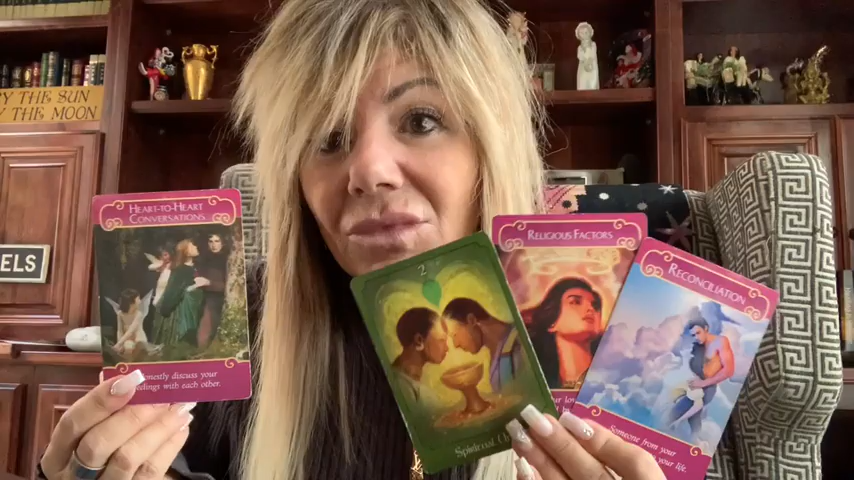 Y THE SUN
Y THE MOON
ELS
HEART-TO-HEART
CONVERSATIONS
Honestly discuss your
feelings with each other.
2
Spiritual
RELIGIOUS FACTORS
RECONCILIATION
Someone from your
your life.